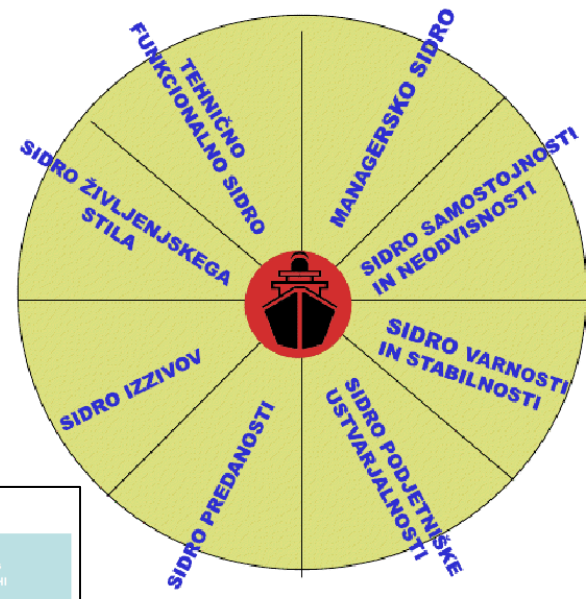 TEHNIČNO
FUNKCIONALNO SIDRO
MANAGERSKO SIDRO
SIDRO SAMOSTOJNOSTI
IN NEODVISNOSTI
SIDRO VARNOSTI
IN STABILNOSTI
SIDRO PODJETNIŠKE
USTVARJALNOSTI
SIDRO PREDANOSTI
SIDRO IZZIVOV
SIDRO ŽIVLJENJSKEGA
STILA